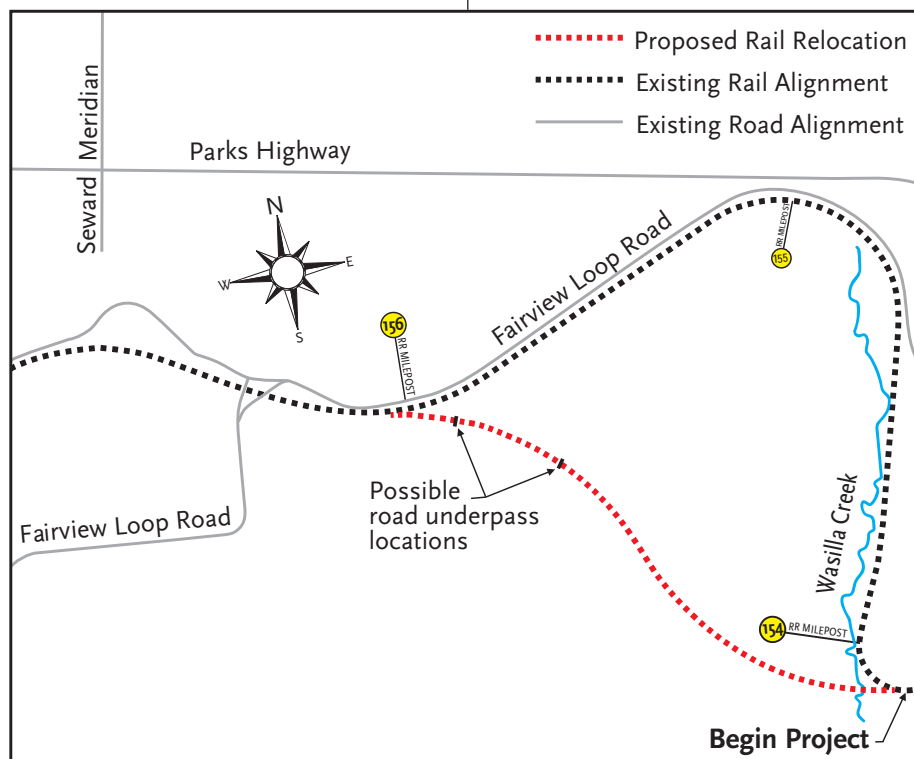 Proposed Rail Relocation
Existing Rail Alignment
Existing Road Alignment
Seward Meridian
Parks Highway
N
E
W
S
156
RR MILEPOST
Fairview Loop Road
RR MILEPOST
155
Possible
road underpass
locations
Fairview Loop Road
Wasilla Creek
154
RR MILEPOST
Begin Project